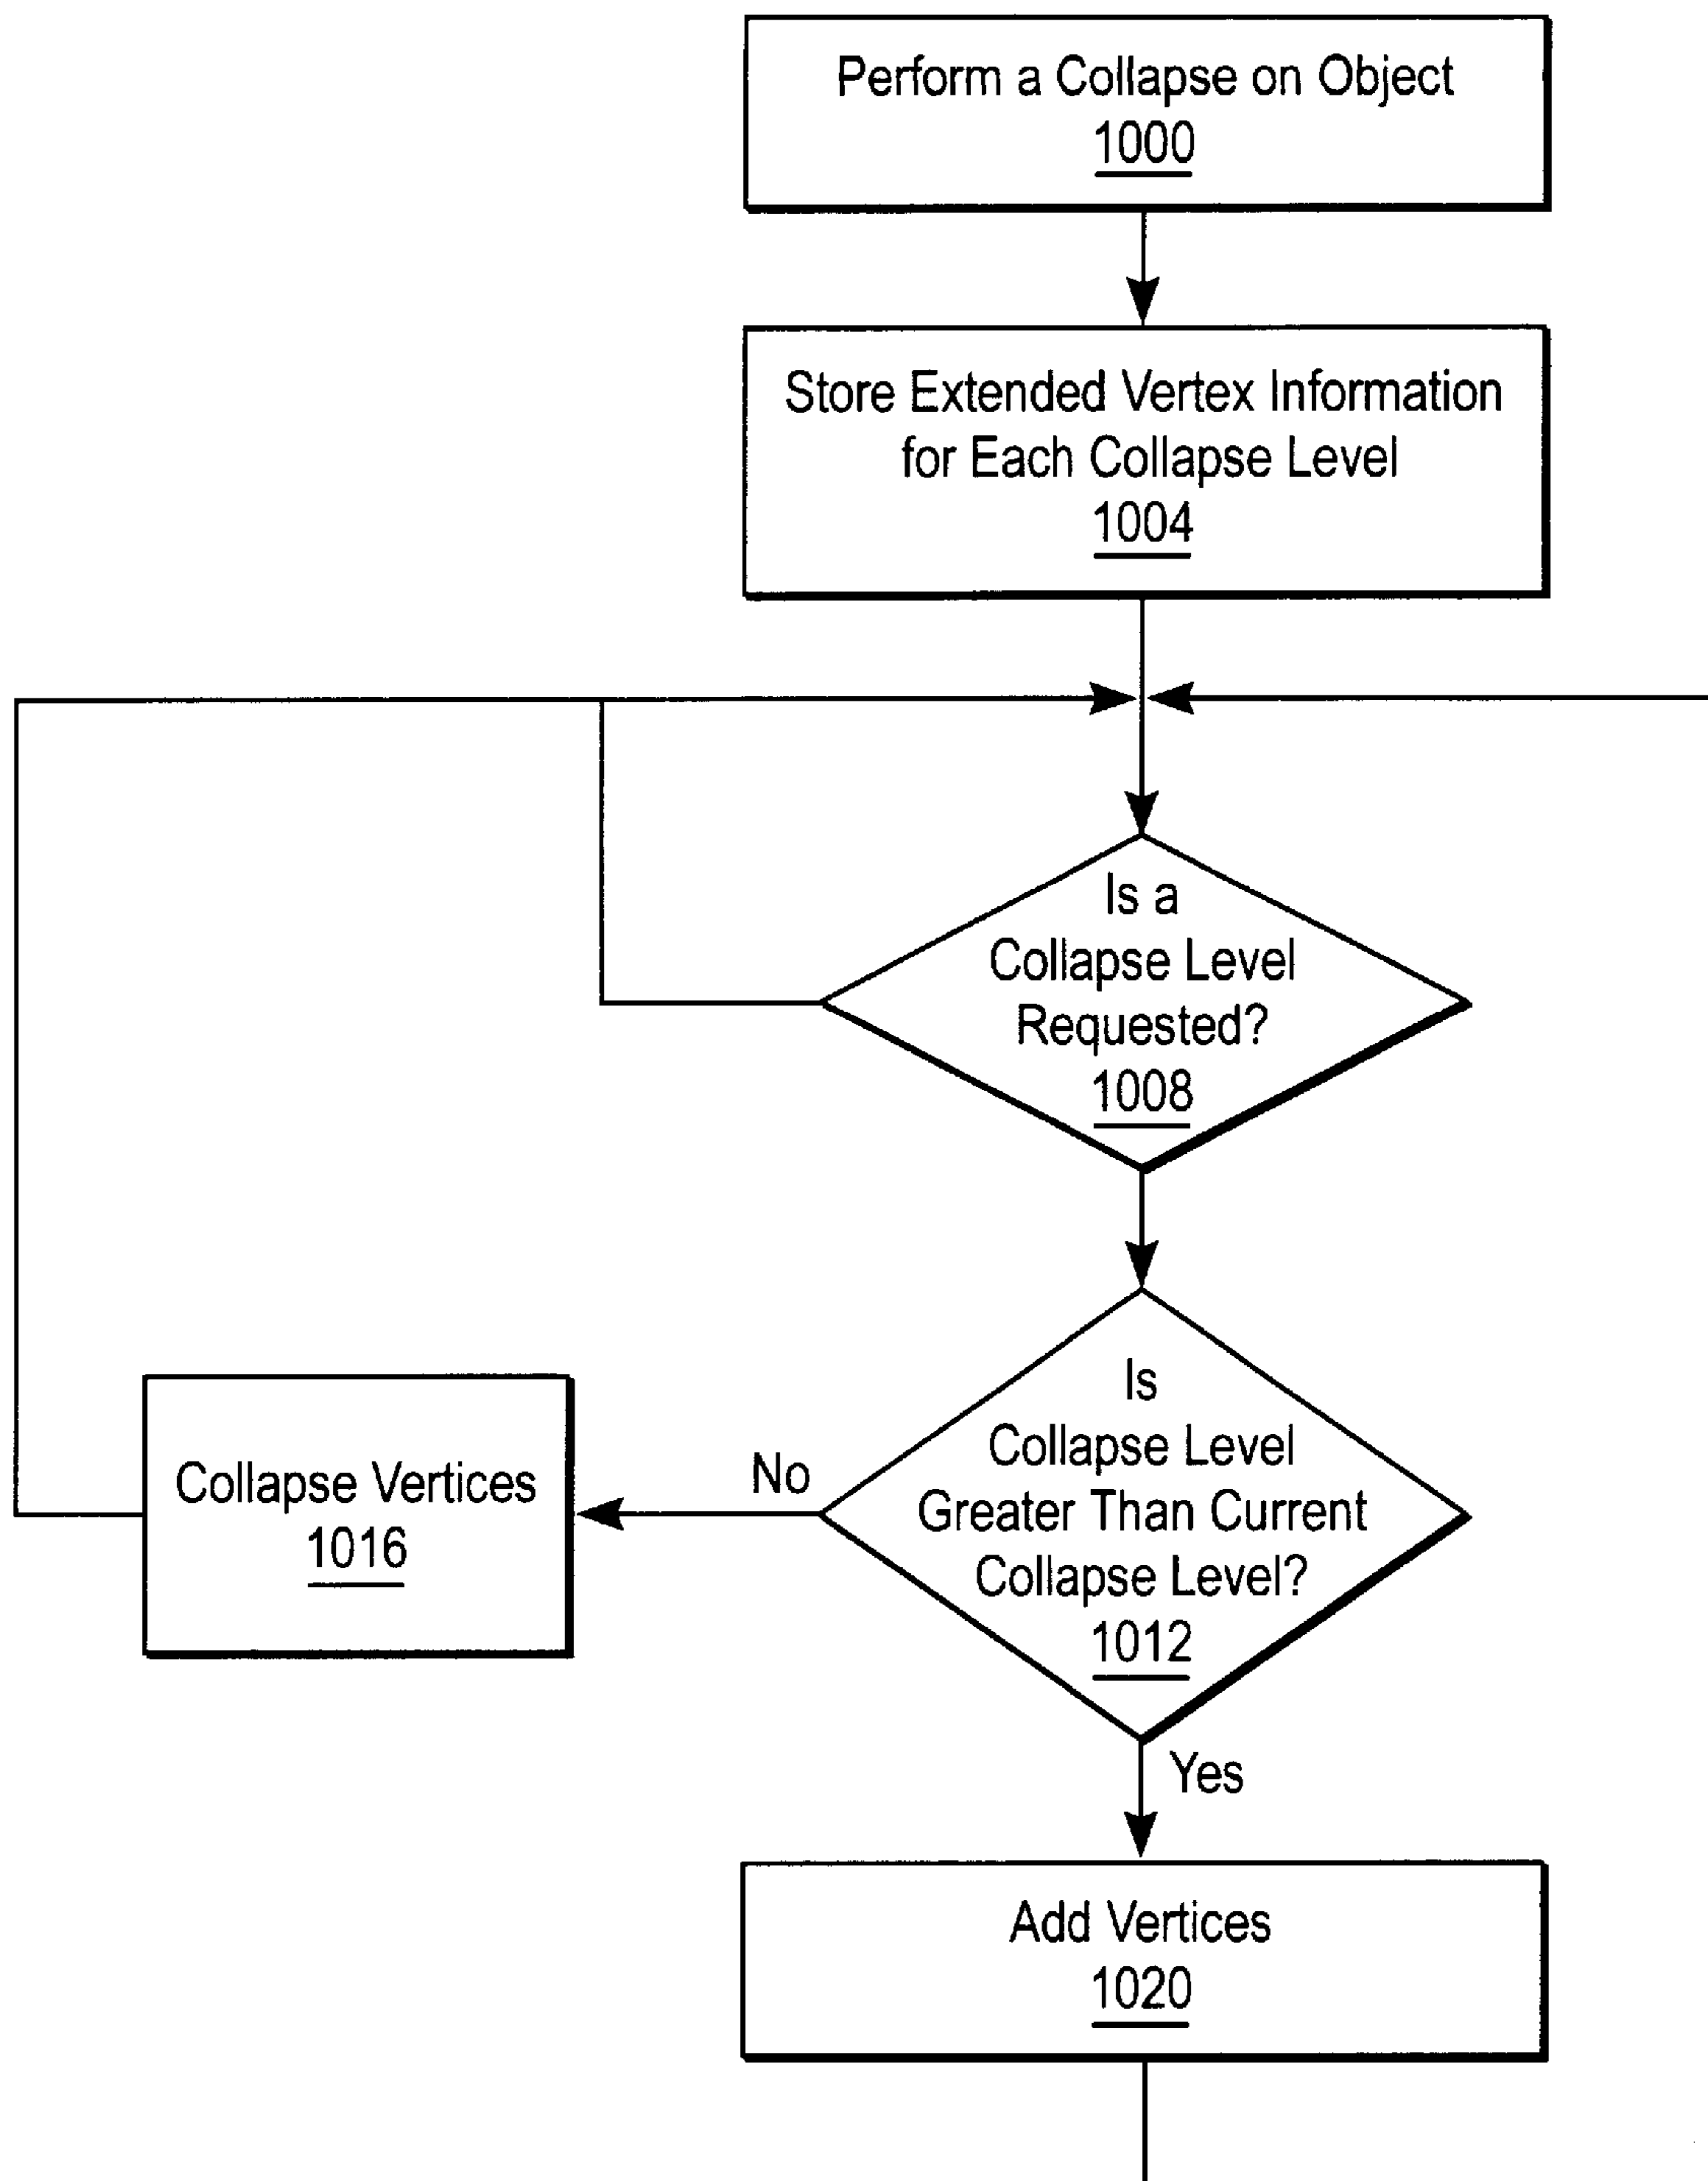 Perform a Collapse on Object
1000
Store Extended Vertex Information
for Each Collapse Level
1004
Is a
Collapse Level
Requested?
1008
Is
Collapse Level
Greater Than Current
Collapse Level?
1012
No
Collapse Vertices
1016
Yes
Add Vertices
1020